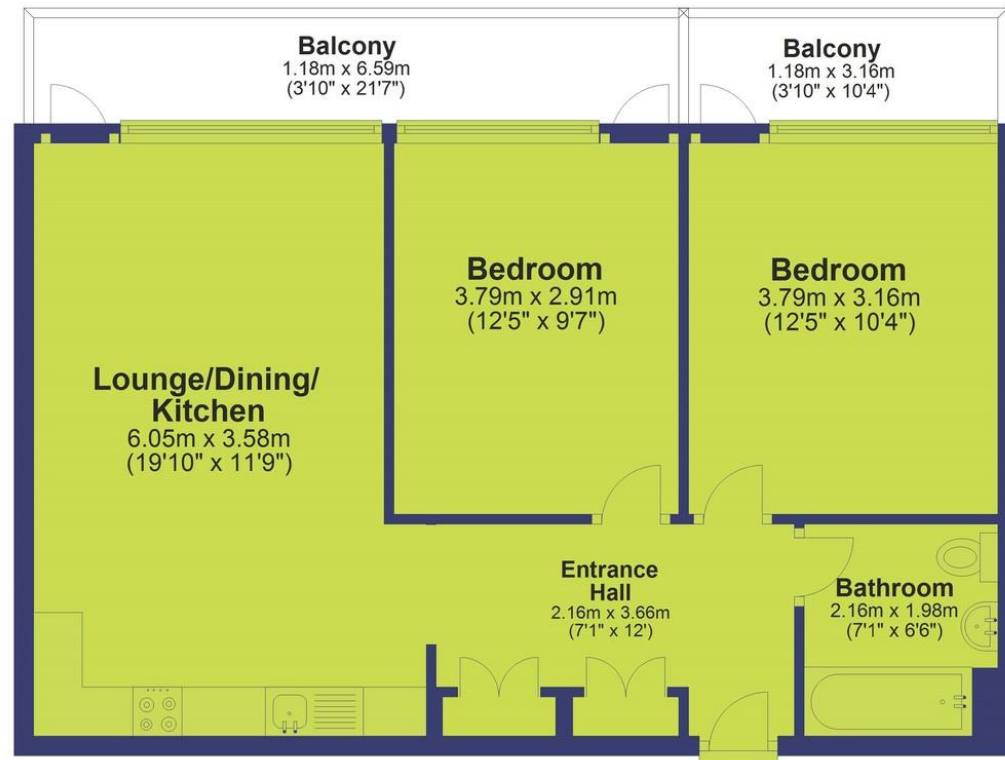 Balcony
1.18m x 6.59m
(3'10" x 21'7")
Balcony
1.18m x 3.16m
(3'10" x 10'4")
Bedroom
3.79m x 2.91m
(12'5" x 9'7")
Bedroom
3.79m x 3.16m
(12'5" x 10'4")
Lounge/Dining/
Kitchen
6.05m x 3.58m
(19'10" x 11'9")
Entrance
Hall
2.16m x 3.66m
(7'1" x 12')
Bathroom
2.16m x 1.98m
(7'1" x 6'6")